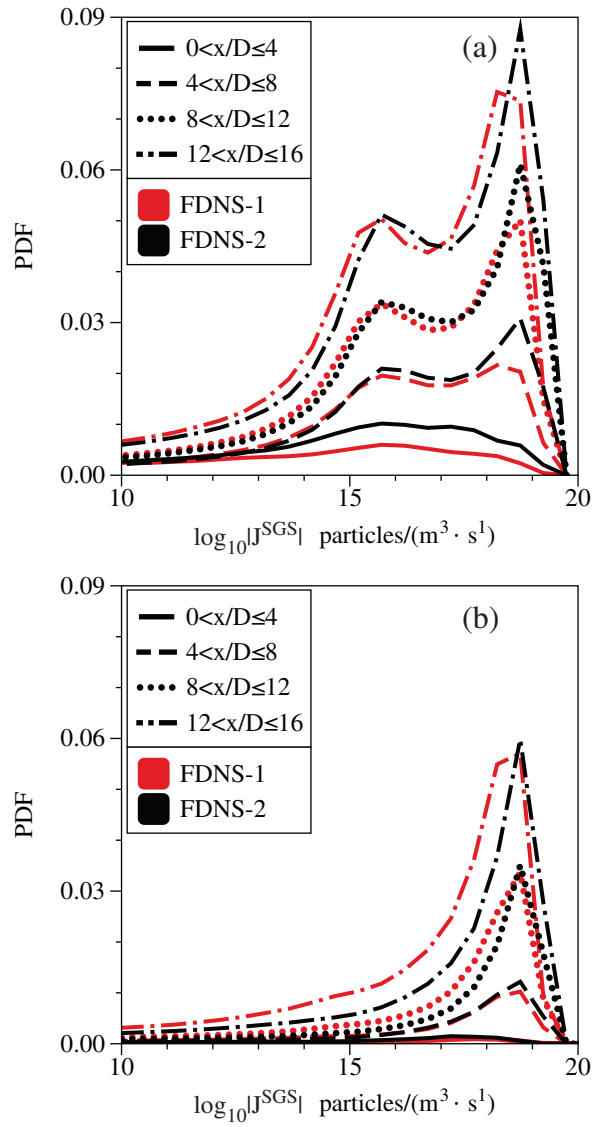 (a)
0<x/D≤4
4<x/D≤8
8<x/D≤12
12<x/D≤16
FDNS-1
FDNS-2
0.09
0.06
0.03
0.00
PDF
10 15 20
log₁₀|Jˢᴳˢ| particles/(m³ · s¹)
(b)
0<x/D≤4
4<x/D≤8
8<x/D≤12
12<x/D≤16
FDNS-1
FDNS-2
0.09
0.06
0.03
0.00
PDF
10 15 20
log₁₀|Jˢᴳˢ| particles/(m³ · s¹)